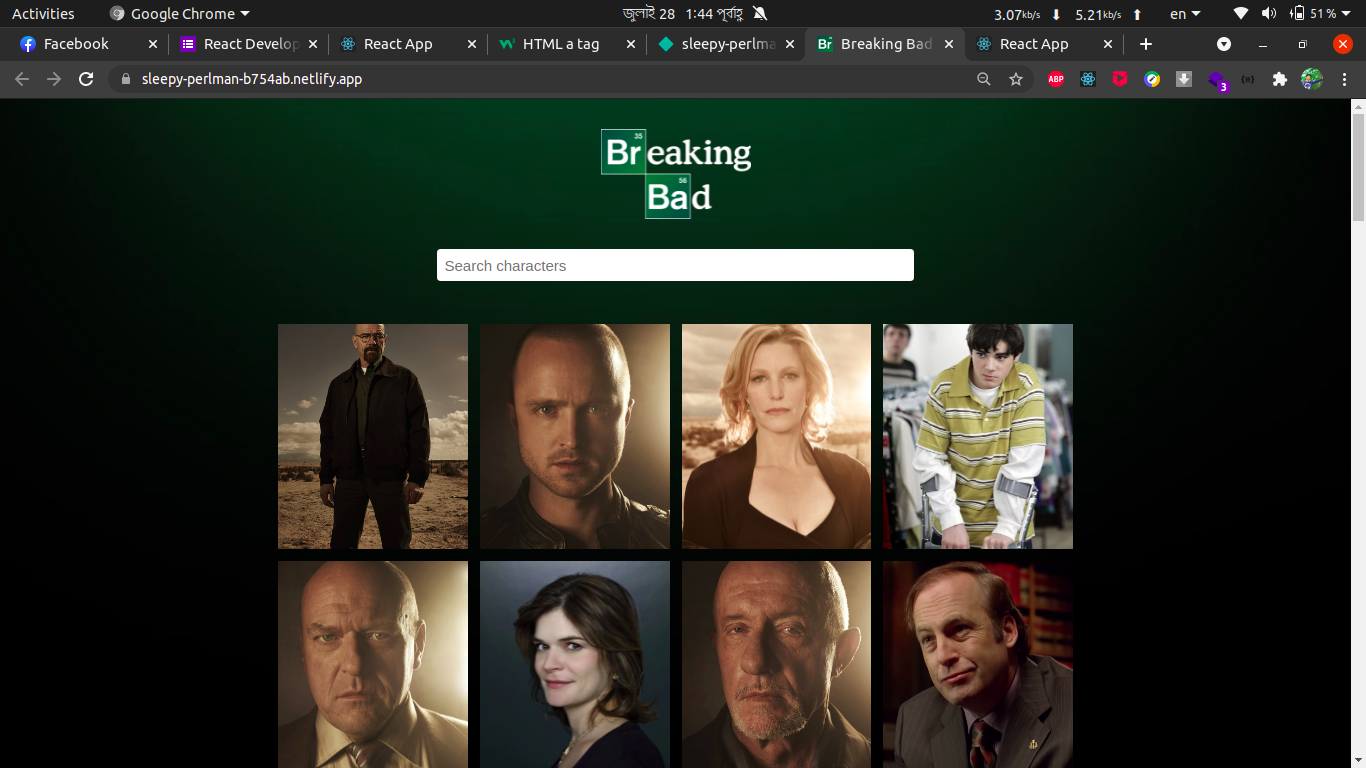 Activities Google Chrome জুলাই 28 1:44 পূর্বাহ্ণ 3.07kb/s 5.21kb/s en 51 %
Facebook React Develop React App HTML a tag sleepy-perlma Breaking Bad React App
sleepy-perlman-b754ab.netlify.app ABP 3
35
Breaking
56
Bad
Search characters